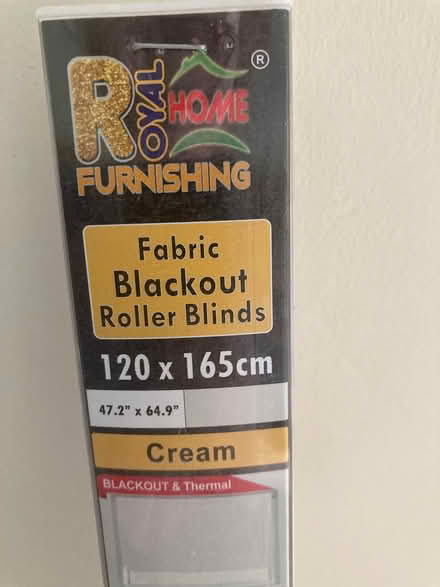 ROYAL HOME ®
FURNISHING
Fabric
Blackout
Roller Blinds
120 x 165cm
47.2" x 64.9"
Cream
BLACKOUT & Thermal